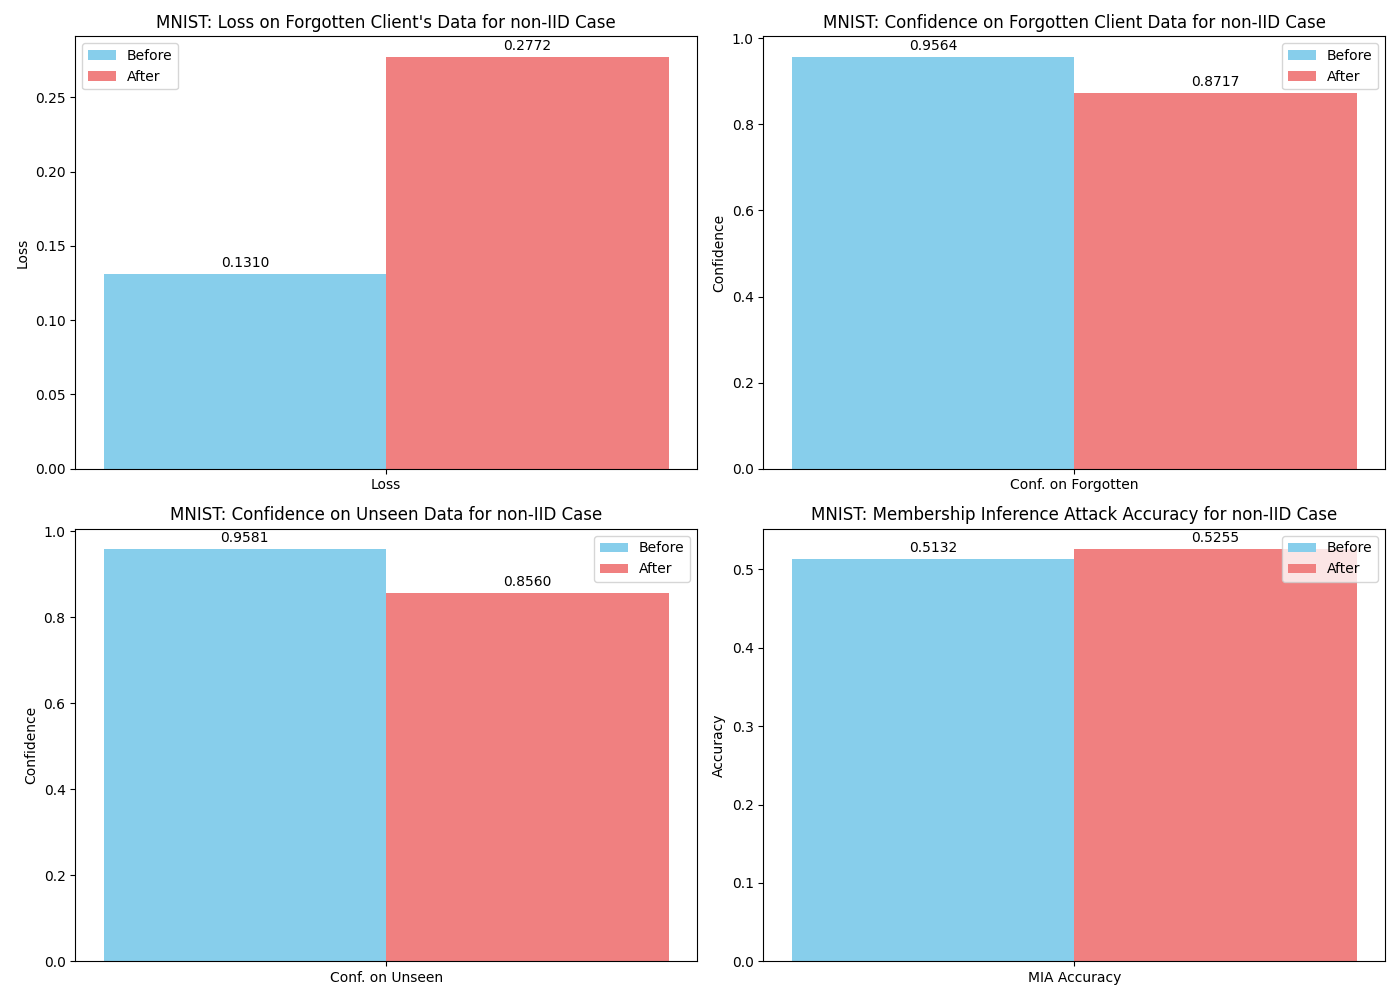 MNIST: Loss on Forgotten Client's Data for non-IID Case
Before
After
0.2772
0.1310
0.25
0.20
0.15
0.10
0.05
0.00
Loss
Loss
MNIST: Confidence on Forgotten Client Data for non-IID Case
Before
After
0.9564
0.8717
1.0
0.8
0.6
0.4
0.2
0.0
Confidence
Conf. on Forgotten
MNIST: Confidence on Unseen Data for non-IID Case
Before
After
0.9581
0.8560
1.0
0.8
0.6
0.4
0.2
0.0
Confidence
Conf. on Unseen
MNIST: Membership Inference Attack Accuracy for non-IID Case
Before
After
0.5132
0.5255
0.5
0.4
0.3
0.2
0.1
0.0
Accuracy
MIA Accuracy